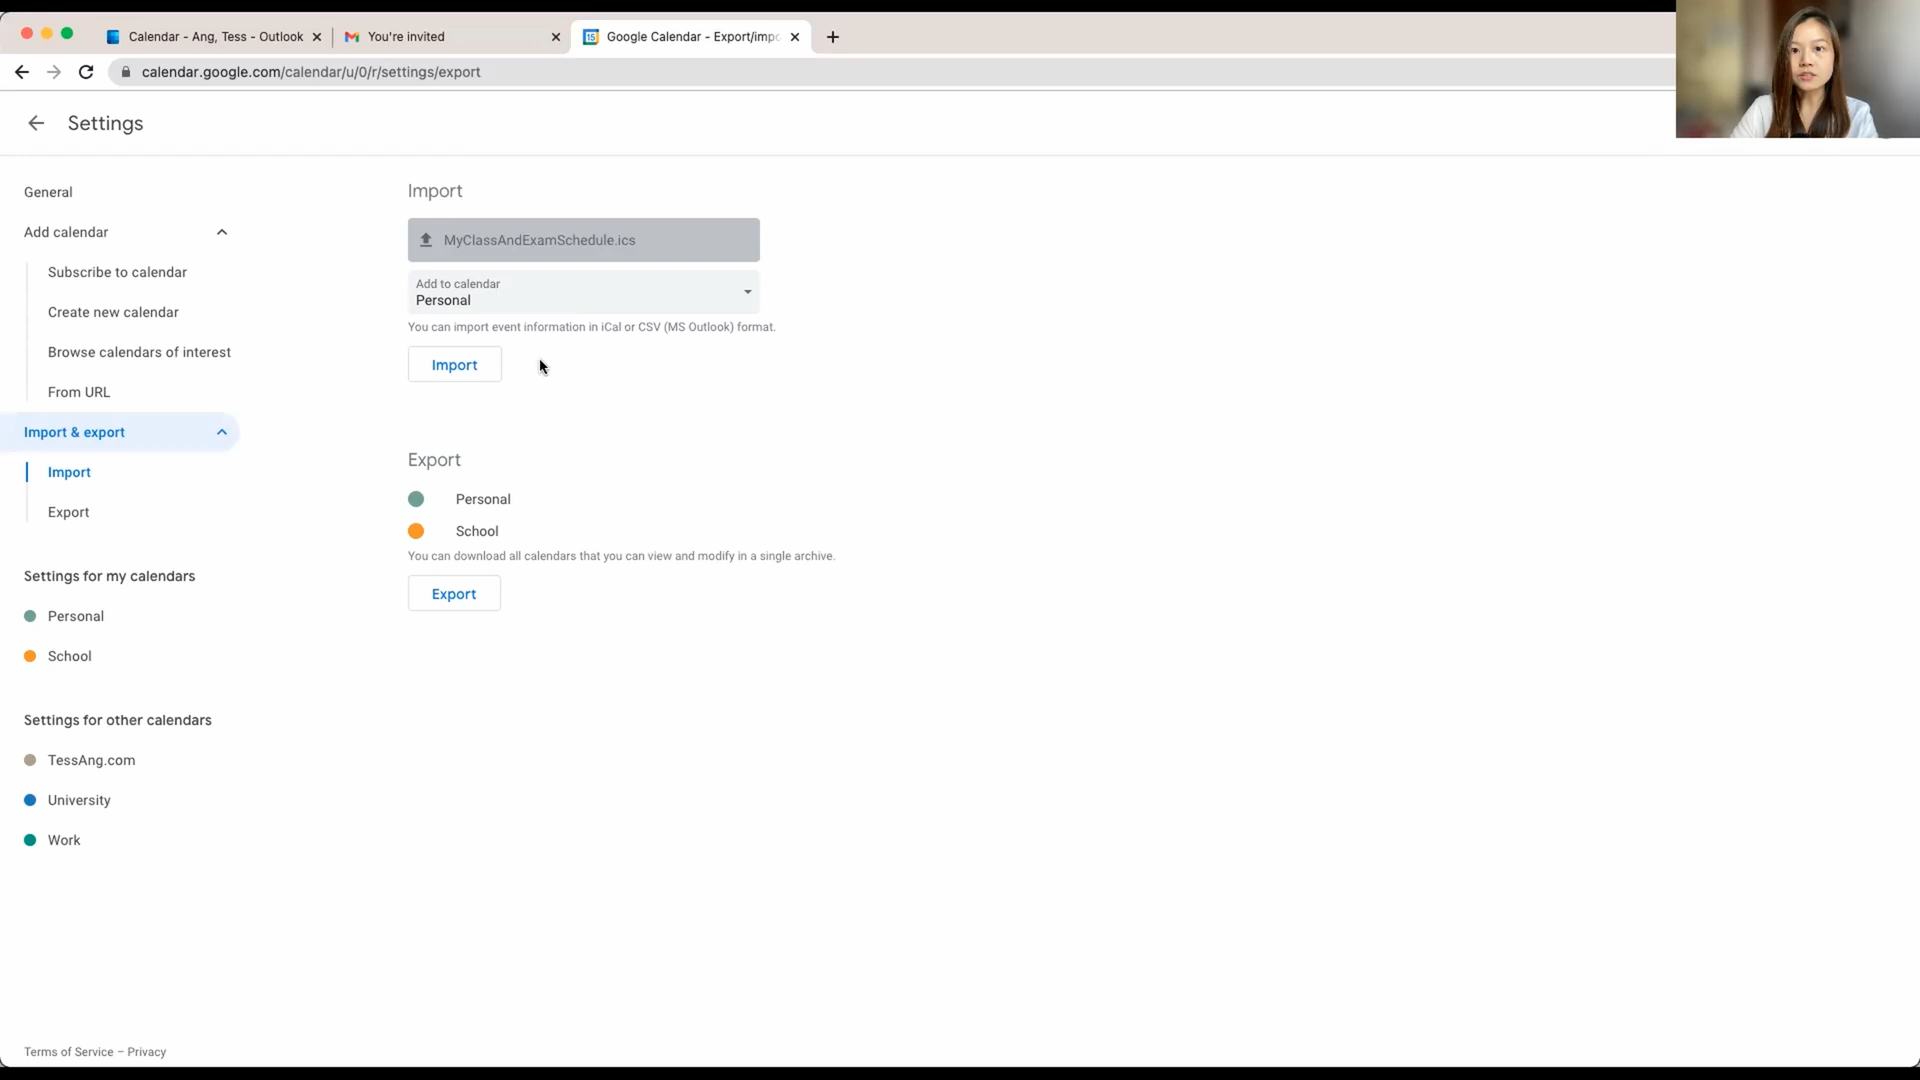 Calendar - Ang, Tess - Outlook
You're invited
Google Calendar - Export/impo
calendar.google.com/calendar/u/0/r/settings/export
Settings
General
Add calendar
Subscribe to calendar
Create new calendar
Browse calendars of interest
From URL
Import & export
Import
Export
Settings for my calendars
Personal
School
Settings for other calendars
TessAng.com
University
Work
Import
MyClassAndExamSchedule.ics
Add to calendar
Personal
You can import event information in iCal or CSV (MS Outlook) format.
Import
Export
Personal
School
You can download all calendars that you can view and modify in a single archive.
Export
Terms of Service – Privacy